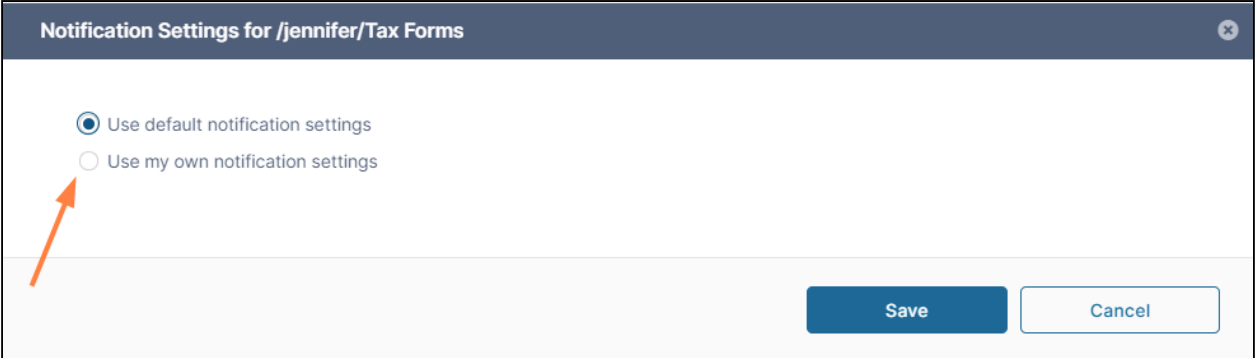 Notification Settings for /jennifer/Tax Forms
Use default notification settings
Use my own notification settings
Save
Cancel